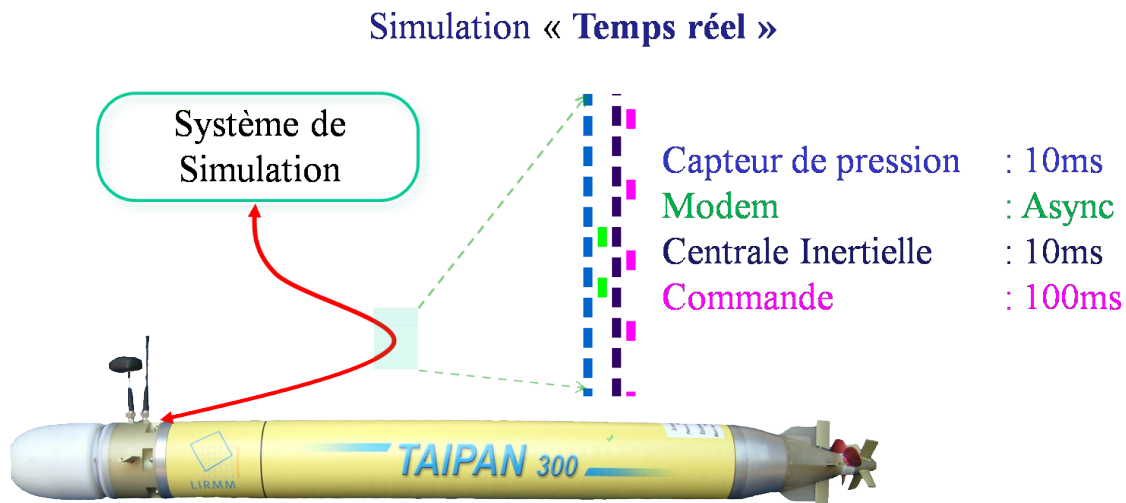 Simulation « Temps réel »
Système de
Simulation
Capteur de pression : 10ms
Modem : Async
Centrale Inertielle : 10ms
Commande : 100ms
TAIPAN 300
LIRMM